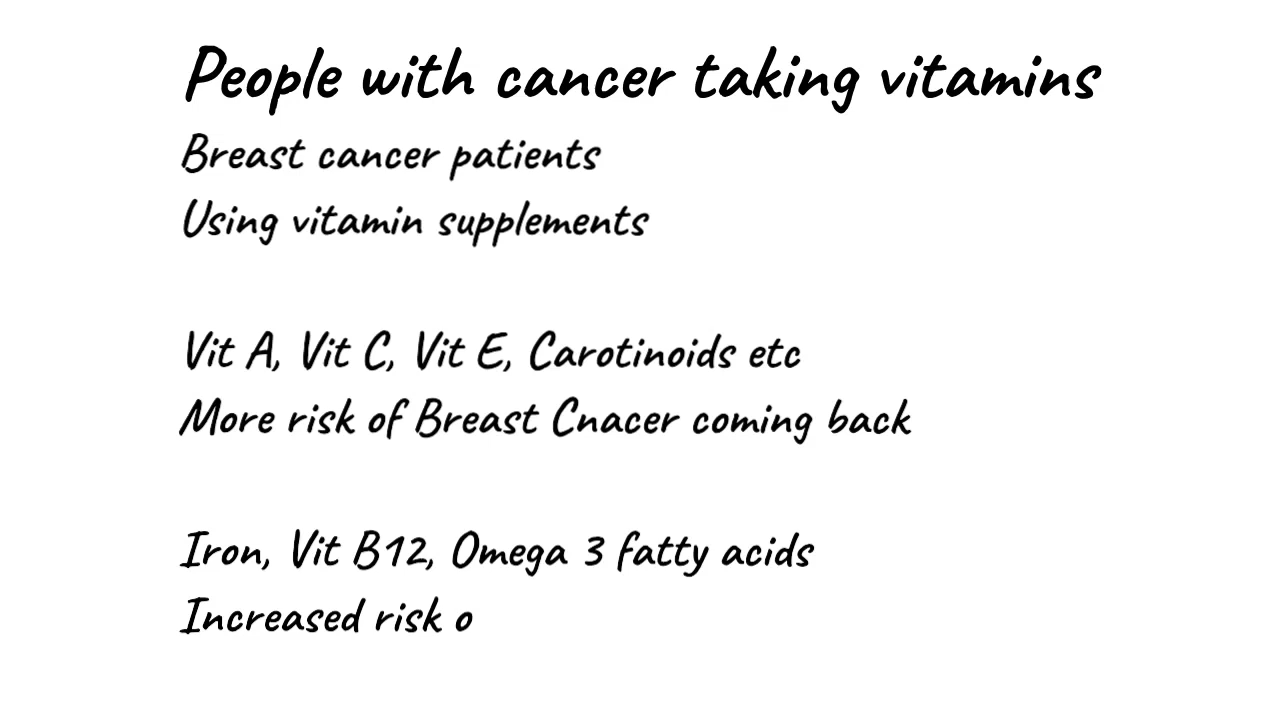 People with cancer taking vitamins
Breast cancer patients
Using vitamin supplements
Vit A, Vit C, Vit E, Carotinoids etc
More risk of Breast Cnacer coming back
Iron, Vit B12, Omega 3 fatty acids
Increased risk o